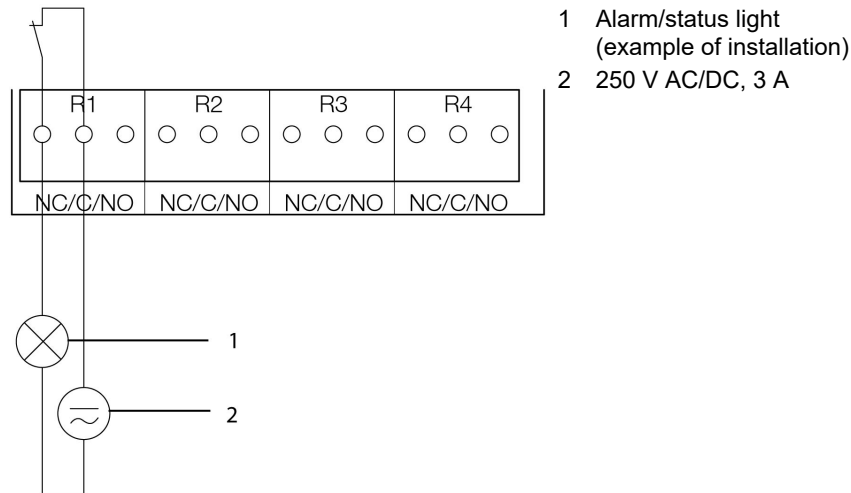 1 Alarm/status light
(example of installation)
2 250 V AC/DC, 3 A
R1 R2 R3 R4
NC/C/NO NC/C/NO NC/C/NO NC/C/NO
1
2